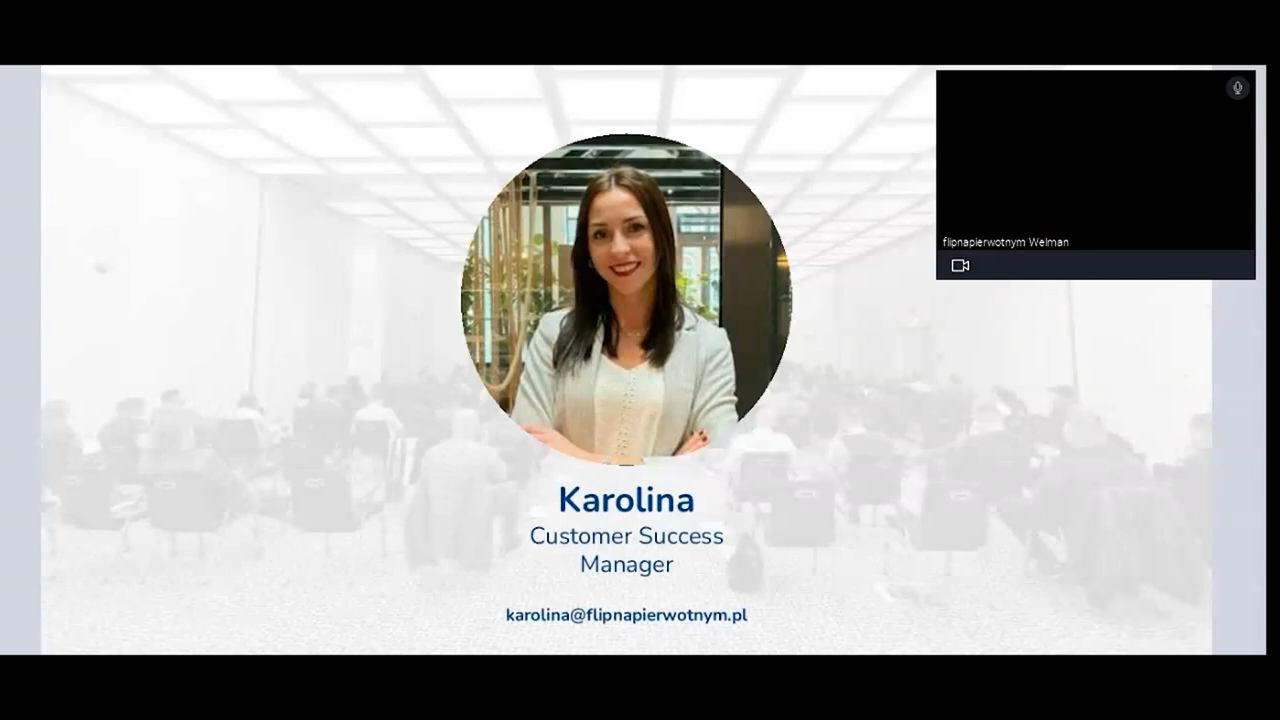 flipnapierwotnym Welman
Karolina
Customer Success
Manager
karolina@flipnapierwotnym.pl